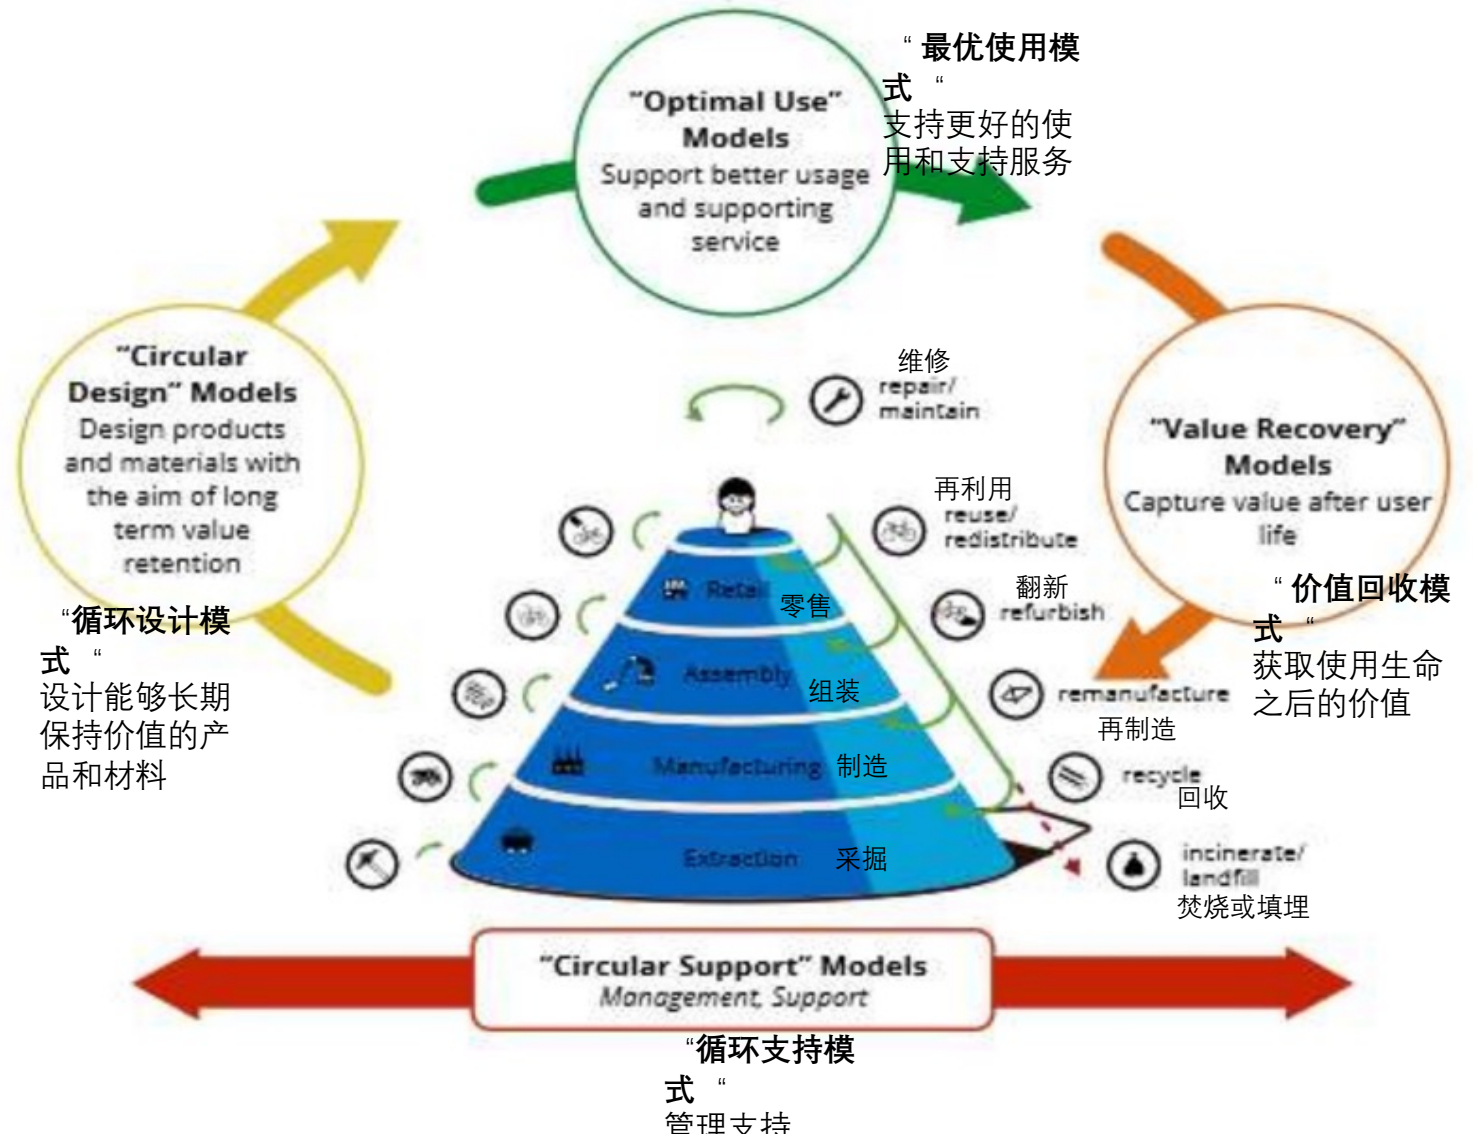 "Optimal Use"
Models
Support better usage
and supporting
service
“ 最优使用模
式 “
支持更好的使
用和支持服务
"Circular
Design" Models
Design products
and materials with
the aim of long
term value
retention
“循环设计模
式 “
设计能够长期
保持价值的产
品和材料
"Value Recovery"
Models
Capture value after user
life
“ 价值回收模
式 “
获取使用生命
之后的价值
维修
repair/
maintain
再利用
reuse/
redistribute
翻新
refurbish
remanufacture
再制造
recycle
回收
incinerate/
landfill
焚烧或填埋
Retail 零售
Assembly 组装
Manufacturing 制造
Extraction 采掘
"Circular Support" Models
Management, Support
“循环支持模
式 “
管理支持